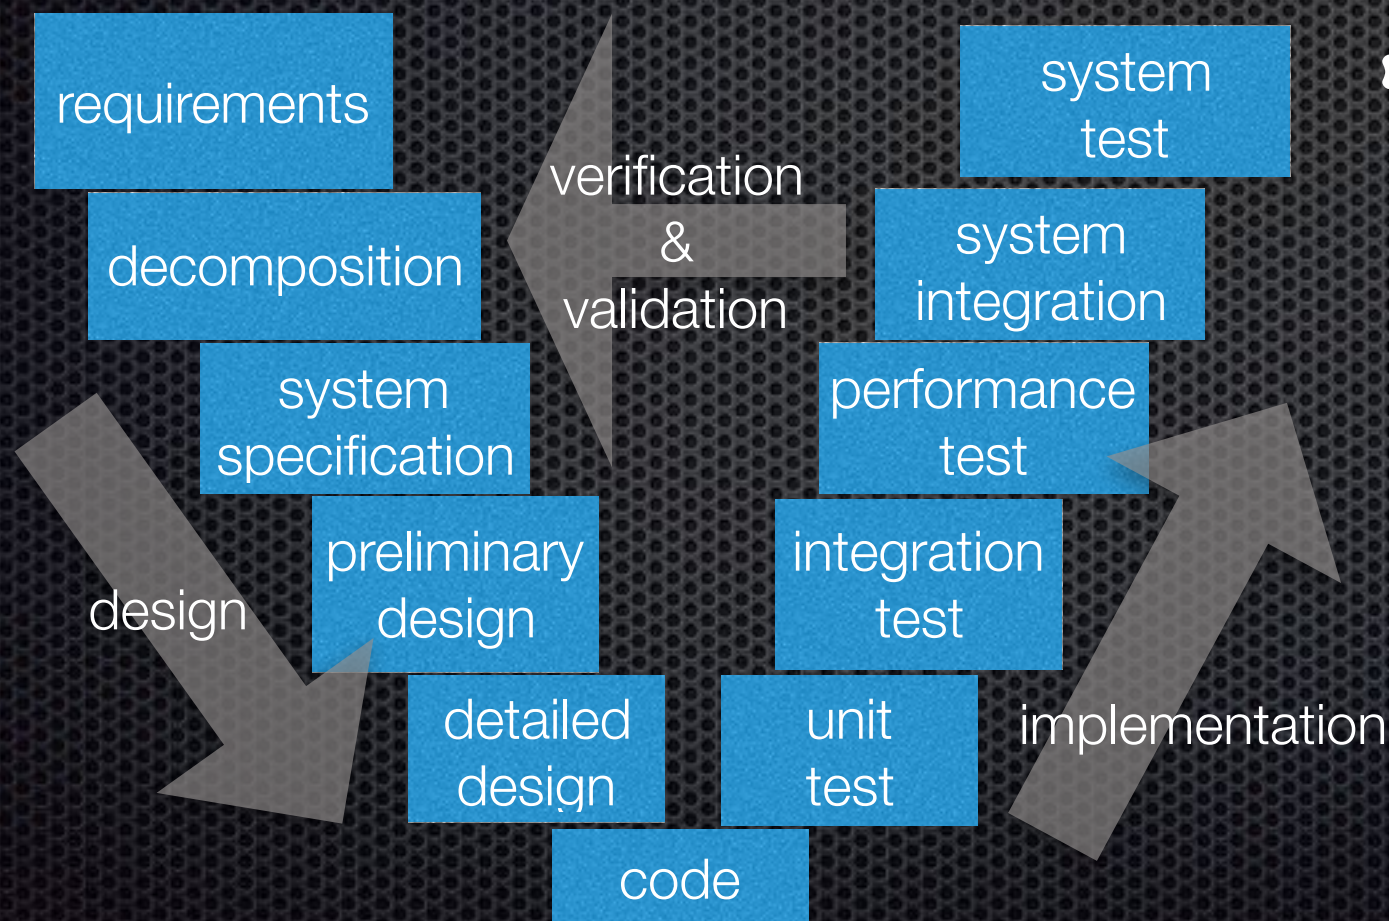 requirements
decomposition
system
specification
preliminary
design
detailed
design
code
unit
test
integration
test
performance
test
system
integration
system
test
verification
&
validation
design
implementation